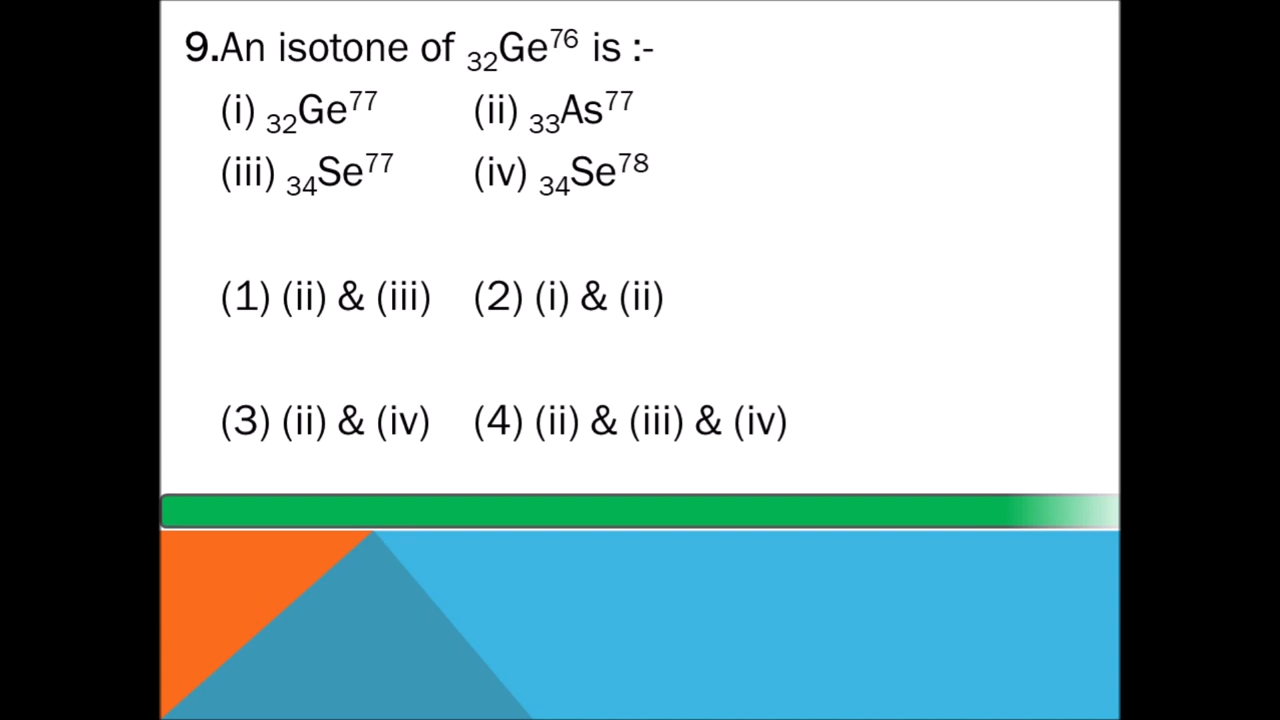 9.An isotone of ₃₂Ge⁷⁶ is :-
(i) ₃₂Ge⁷⁷ (ii) ₃₃As⁷⁷
(iii) ₃₄Se⁷⁷ (iv) ₃₄Se⁷⁸
(1) (ii) & (iii) (2) (i) & (ii)
(3) (ii) & (iv) (4) (ii) & (iii) & (iv)